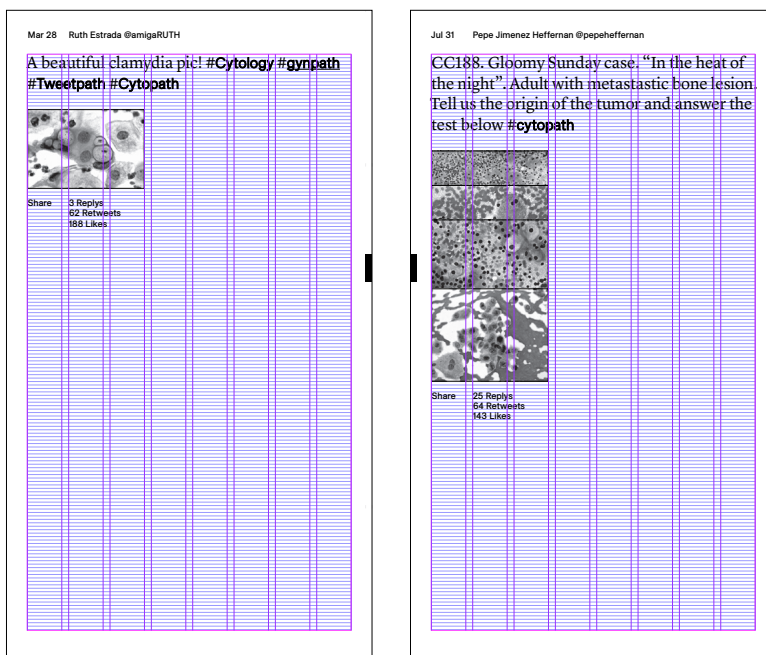 Mar 28 Ruth Estrada @amigaRUTH
A beautiful clamydia pic! #Cytology #gynpath
#Tweetpath #Cytopath
Share 3 Replys
62 Retweets
188 Likes
Jul 31 Pepe Jimenez Heffernan @pepeheffernan
CC188. Gloomy Sunday case. “In the heat of
the night”. Adult with metastastic bone lesion.
Tell us the origin of the tumor and answer the
test below #cytopath
Share 25 Replys
64 Retweets
143 Likes